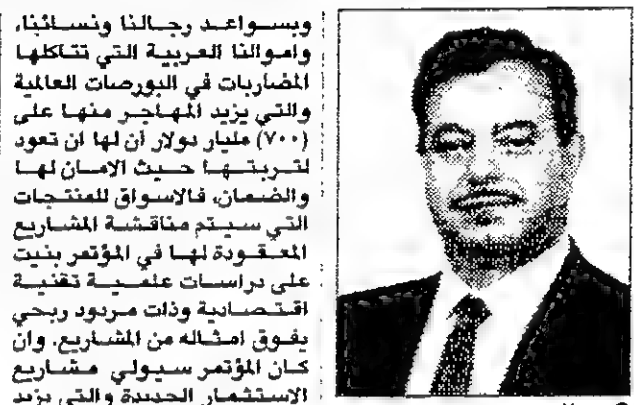 وبسواعد رجالنا ونسائنا،
واموالنا العربية التي تتاكلها
المضاربات في البورصات العالمية
والتي يزيد المهاجر منها على
(٧٠٠) مليار دولار آن لها ان تعود
لتربتها حيث الامان لها
والضمان، فالاسواق للمنتجات
التي سيتم مناقشة المشاريع
المعقودة لها في المؤتمر بنيت
على دراسات علمية تقنية
اقتصادية وذات مردود ربحي
يفوق امثاله من المشاريع. وان
كان المؤتمر سيولي مشاريع
الاستثمار الجديدة والتي يزيد